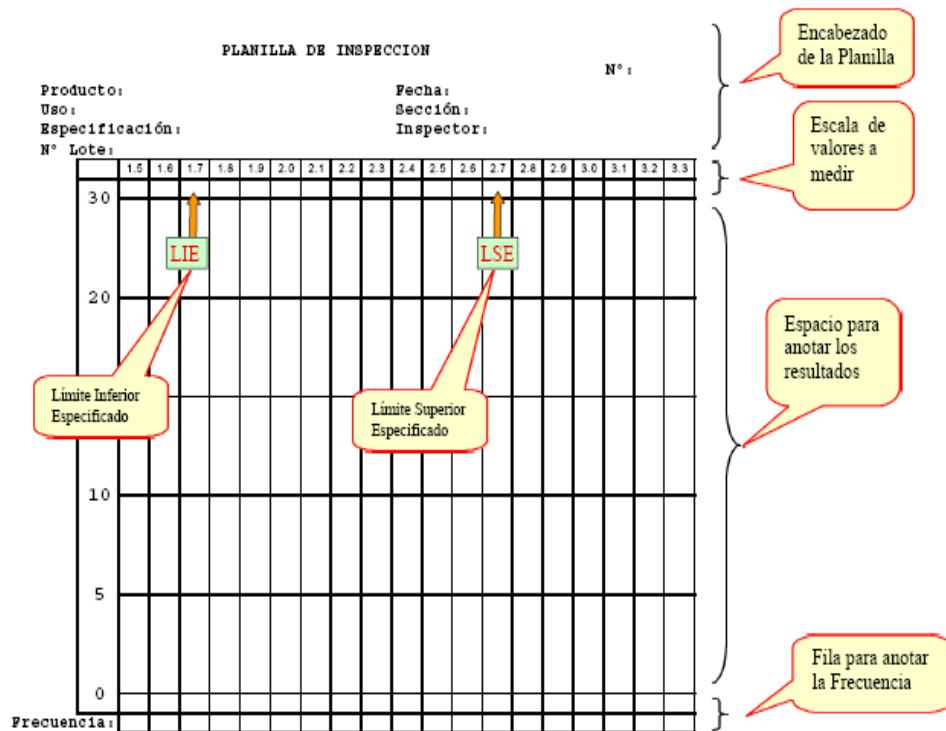 PLANILLA DE INSPECCION
Nº:
Producto:
Fecha:
Uso:
Sección:
Especificación:
Inspector:
Nº Lote:
Encabezado
de la Planilla
1.5 1.6 1.7 1.8 1.9 2.0 2.1 2.2 2.3 2.4 2.5 2.6 2.7 2.8 2.9 3.0 3.1 3.2 3.3
Escala de
valores a
medir
30
LIE
LSE
20
Límite Inferior
Especificado
Límite Superior
Especificado
Espacio para
anotar los
resultados
10
5
0
Fila para anotar
la Frecuencia
Frecuencia: